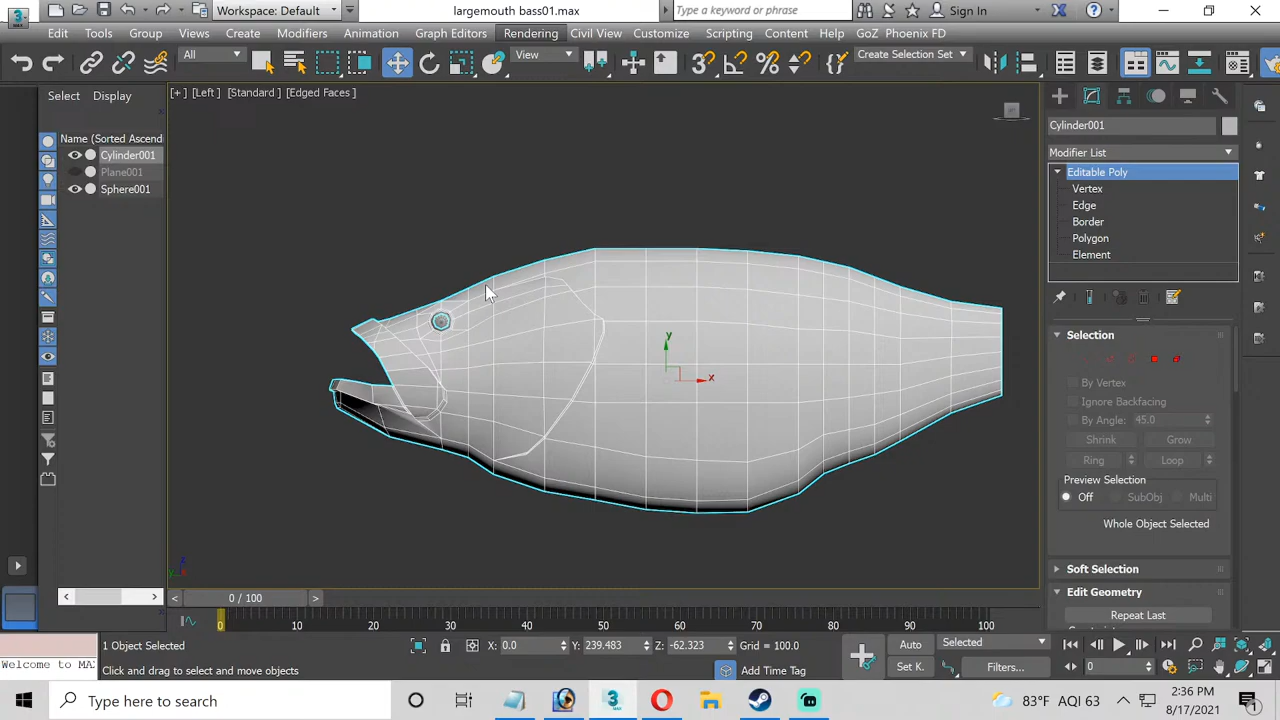 Workspace: Default
largemouth bass01.max
Type a keyword or phrase
Sign In
Edit Tools Group Views Create Modifiers Animation Graph Editors Rendering Civil View Customize Scripting Content Help GoZ Phoenix FD
All
View
Create Selection Set
Select Display
[+] [Left] [Standard] [Edged Faces]
Name (Sorted Ascend
Cylinder001
Plane001
Sphere001
y
x
z
y
Cylinder001
Modifier List
Editable Poly
Vertex
Edge
Border
Polygon
Element
Selection
By Vertex
Ignore Backfacing
By Angle: 45.0
Shrink Grow
Ring Loop
Preview Selection
Off SubObj Multi
Whole Object Selected
Soft Selection
Edit Geometry
Repeat Last
0 / 100
0 10 20 30 40 50 60 70 80 90 100
1 Object Selected
X: 0.0 Y: 239.483 Z: -62.323 Grid = 100.0
Auto Selected
Welcome to MA
Click and drag to select and move objects
Add Time Tag
Set K. Filters...
0
Type here to search
83°F AQI 63
2:36 PM
8/17/2021